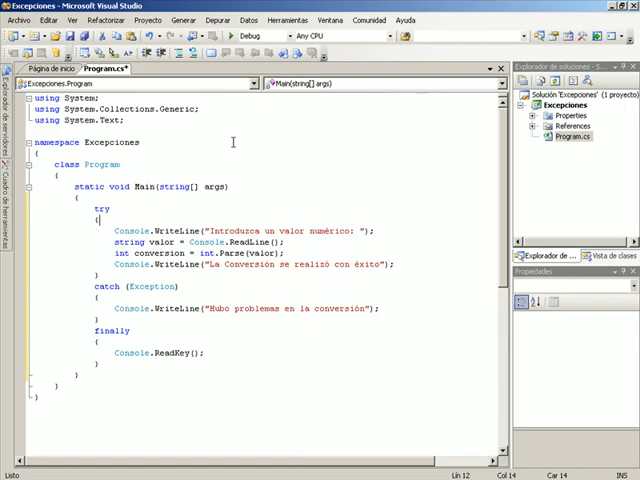 Excepciones - Microsoft Visual Studio
Archivo Editar Ver Refactorizar Proyecto Generar Depurar Datos Herramientas Ventana Comunidad Ayuda
Debug Any CPU
Página de inicio Program.cs*
Excepciones.Program Main(string[] args)
using System;
using System.Collections.Generic;
using System.Text;
namespace Excepciones
{
class Program
{
static void Main(string[] args)
{
try
{
Console.WriteLine("Introduzca un valor numérico: ");
string valor = Console.ReadLine();
int conversion = int.Parse(valor);
Console.WriteLine("La Conversión se realizó con éxito");
}
catch (Exception)
{
Console.WriteLine("Hubo problemas en la conversión");
}
finally
{
Console.ReadKey();
}
}
}
}
Explorador de servidores
Cuadro de herramientas
Explorador de soluciones - S...
Solución "Excepciones" (1 proyecto)
Excepciones
Properties
References
Program.cs
Explorador de... Vista de clases
Propiedades
Listo Lín 12 Col 14 Car 14 INS